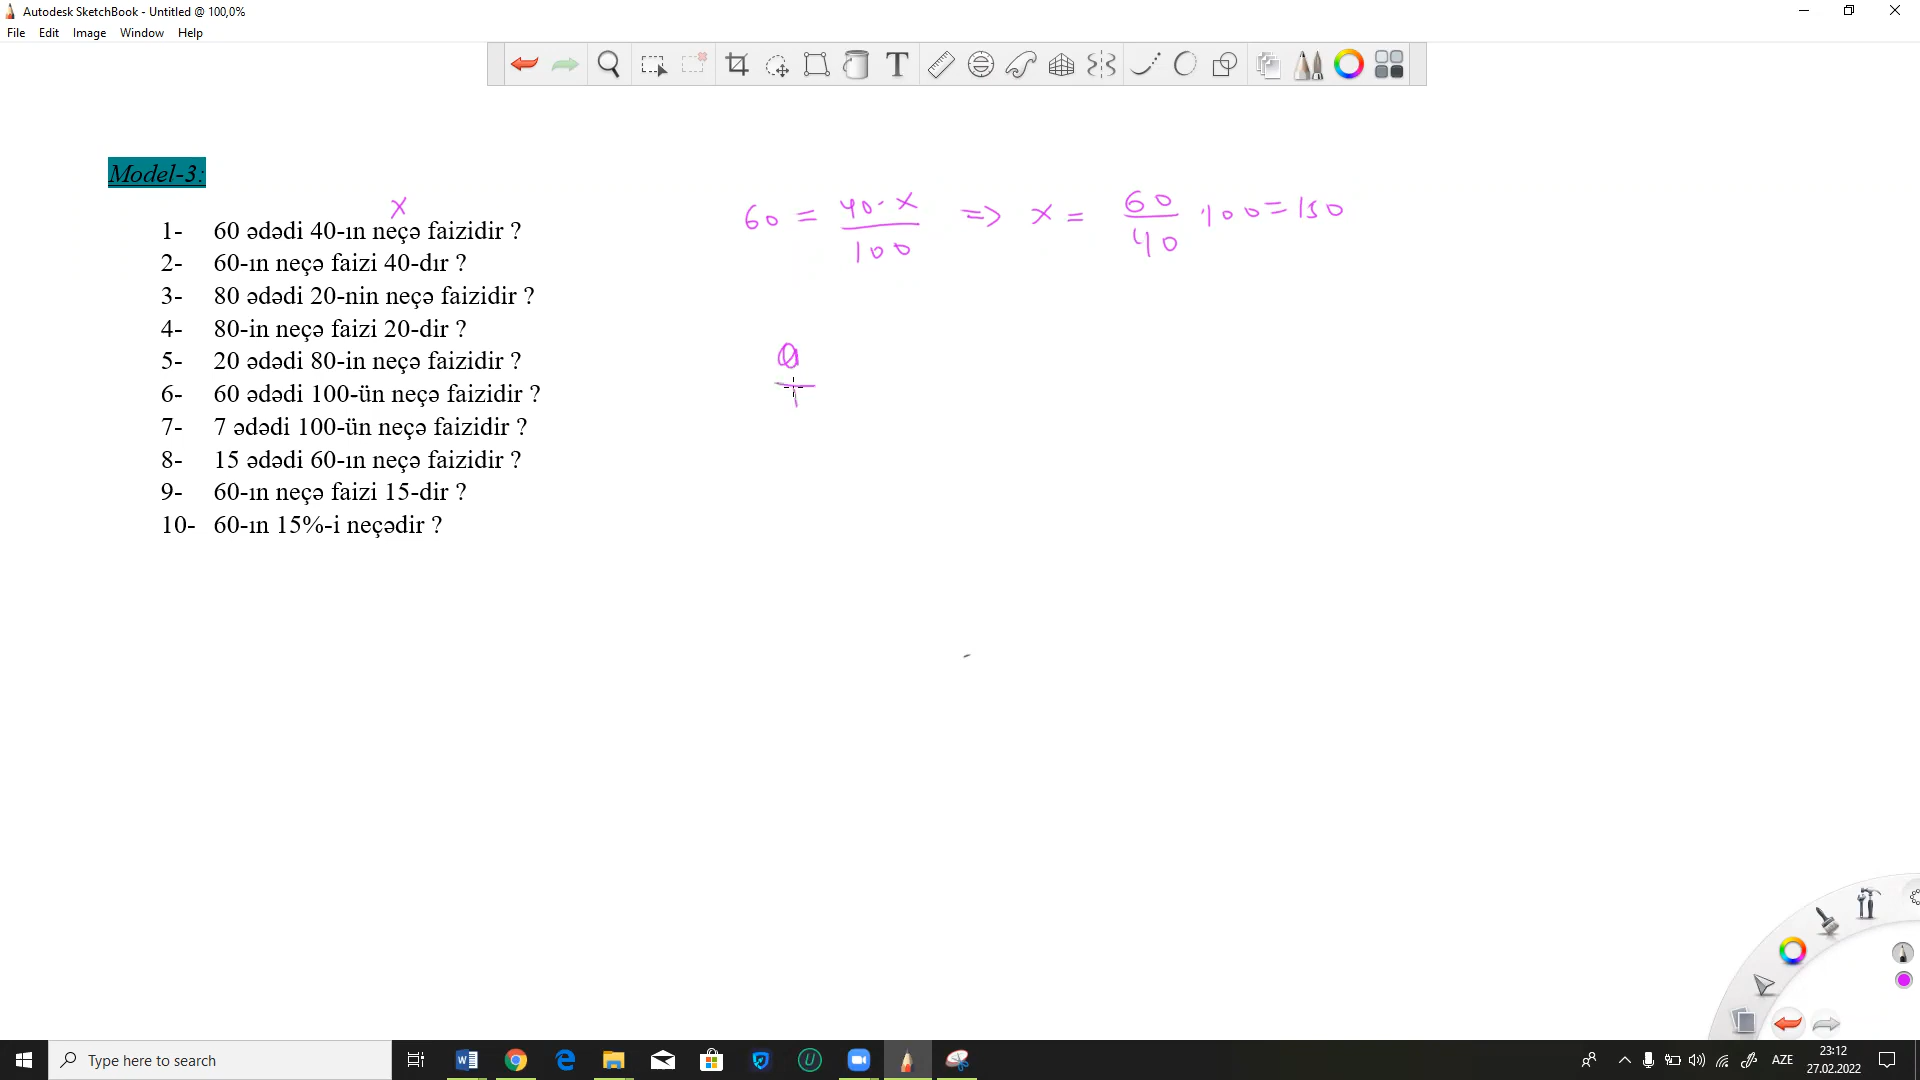 Autodesk SketchBook - Untitled @ 100,0%
File Edit Image Window Help
T
Model-3:
x
1- 60 ədədi 40-ın neçə faizidir ?
2- 60-ın neçə faizi 40-dır ?
3- 80 ədədi 20-nin neçə faizidir ?
4- 80-in neçə faizi 20-dir ?
5- 20 ədədi 80-in neçə faizidir ?
6- 60 ədədi 100-ün neçə faizidir ?
7- 7 ədədi 100-ün neçə faizidir ?
8- 15 ədədi 60-ın neçə faizidir ?
9- 60-ın neçə faizi 15-dir ?
10- 60-ın 15%-i neçədir ?
60 = 40·x/100 => x = 60/40 ·100=150
a
Type here to search
AZE
23:12
27.02.2022